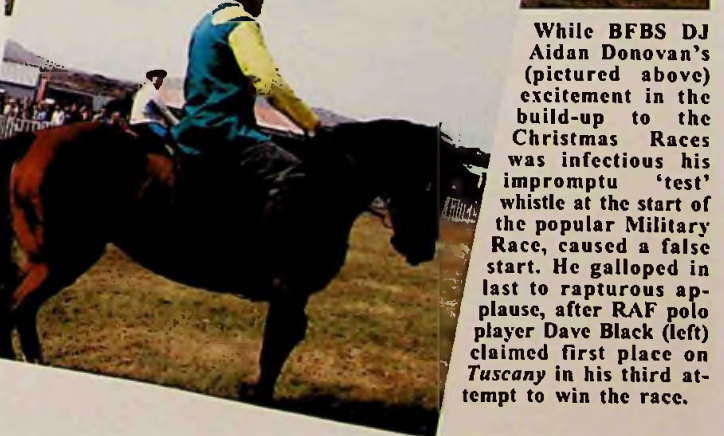 While BFBS DJ
Aidan Donovan's
(pictured above)
excitement in the
build-up to the
Christmas Races
was infectious his
impromptu 'test'
whistle at the start of
the popular Military
Race, caused a false
start. He galloped in
last to rapturous ap-
plause, after RAF polo
player Dave Black (left)
claimed first place on
Tuscany in his third at-
tempt to win the race.